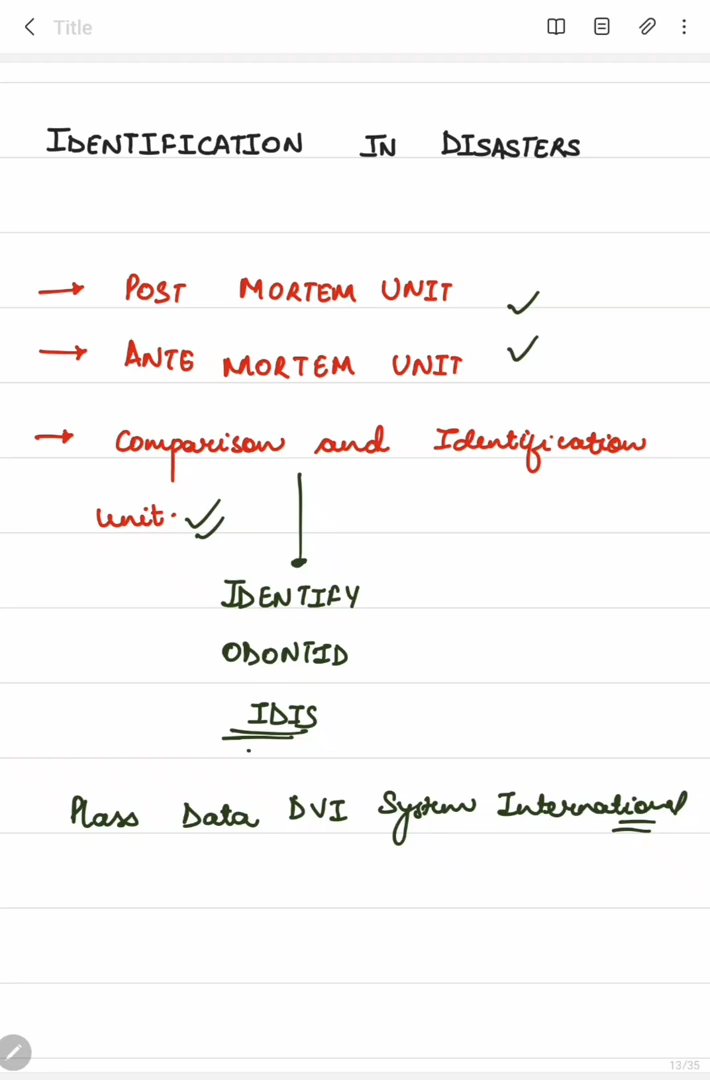 Title
IDENTIFICATION IN DISASTERS
→ POST MORTEM UNIT ✓
→ ANTE MORTEM UNIT ✓
→ Comparison and Identification
Unit. ✓
IDENTIFY
ODONTID
IDIS
Plass Data DVI System International
13/35